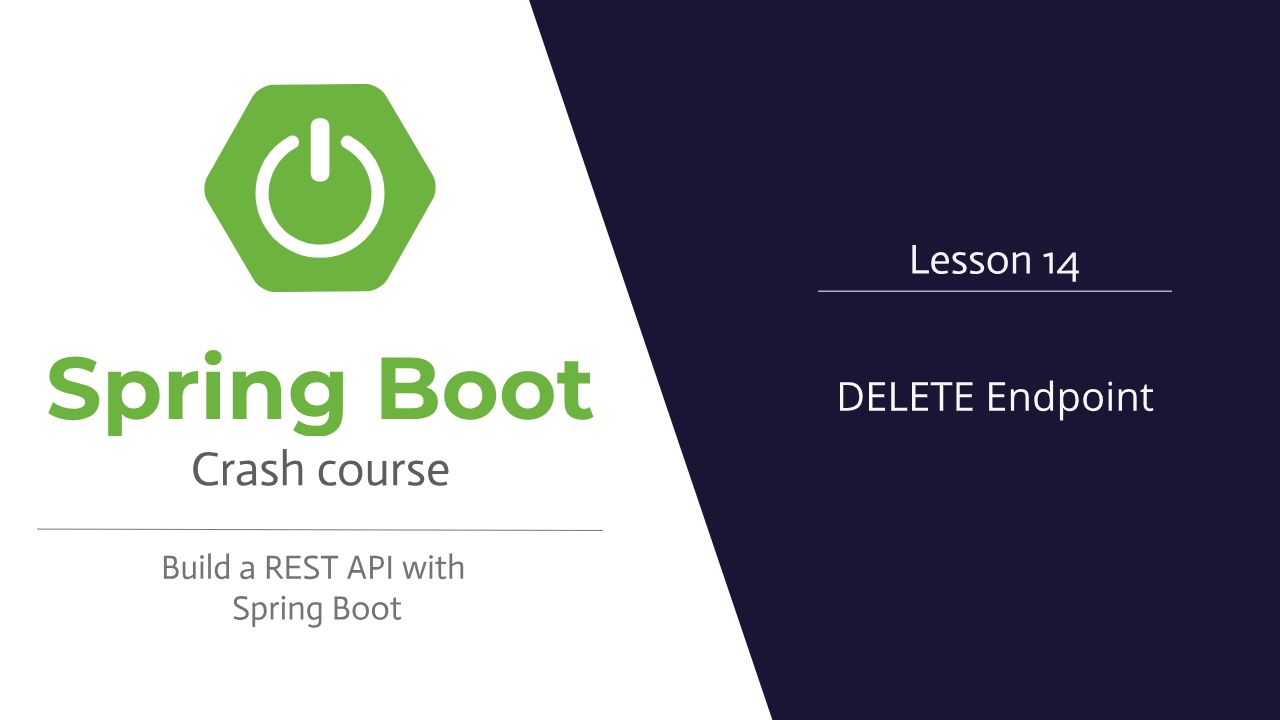 Spring Boot
Crash course
Build a REST API with
Spring Boot
Lesson 14
DELETE Endpoint